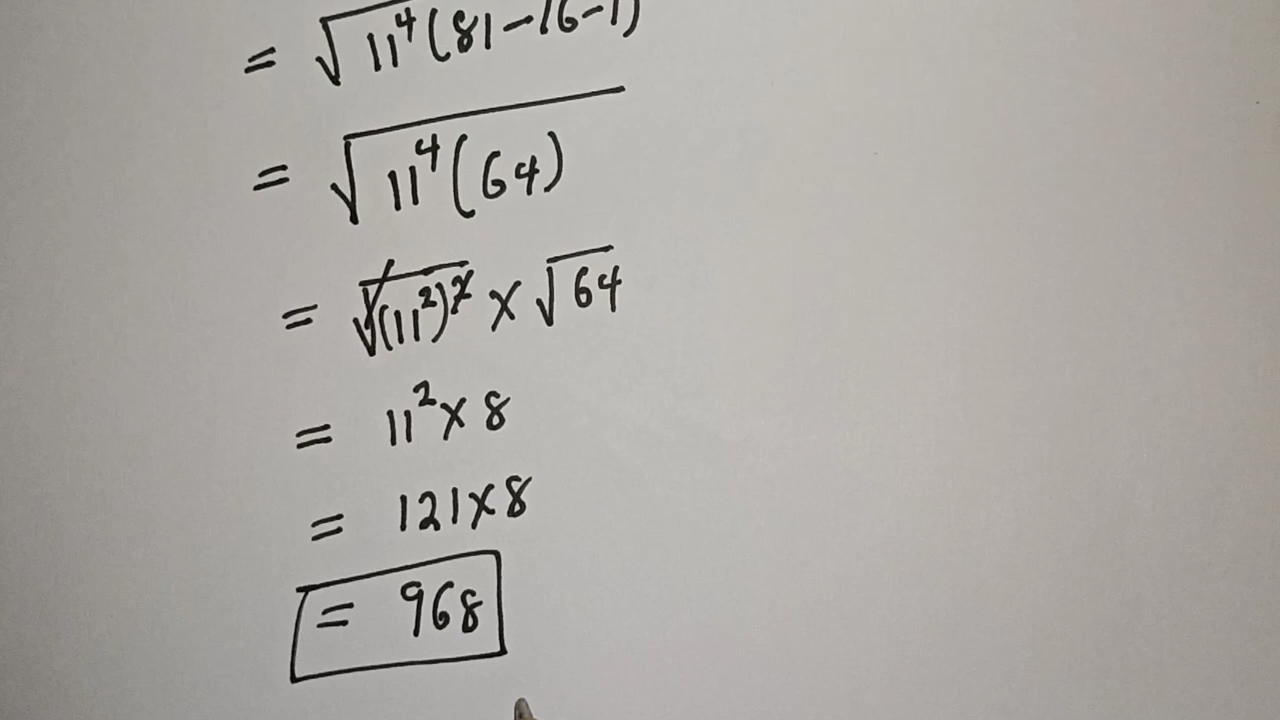 = √11⁴(81-16-1)
= √11⁴(64)
= √(11²)² × √64
= 11² × 8
= 121 × 8
= 968